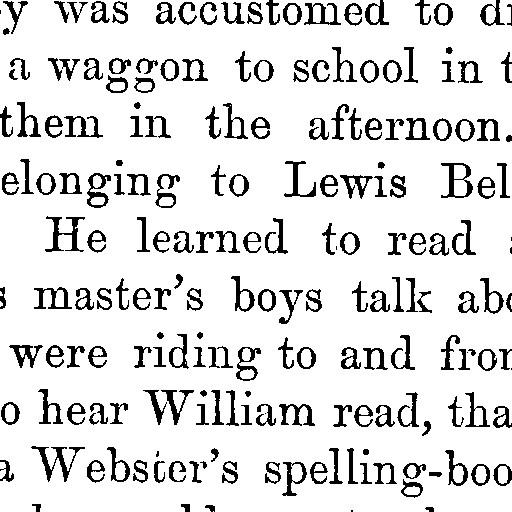 y was accustomed to
a waggon to school in
them in the afternoon.
elonging to Lewis Bel
He learned to read
s master's boys talk abo
were riding to and from
o hear William read, tha
a Webster's spelling-boo